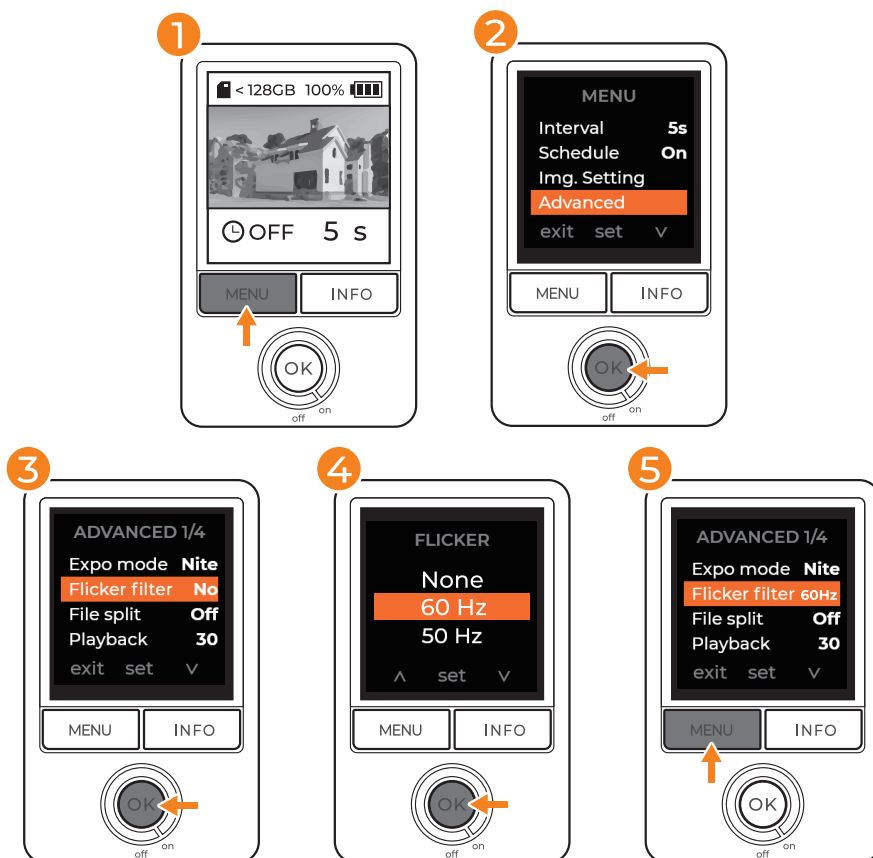 1
< 128GB 100%
OFF 5 s
MENU INFO
OK
off on
2
MENU
Interval 5s
Schedule On
Img. Setting
Advanced
exit set v
MENU INFO
OK
off on
3
ADVANCED 1/4
Expo mode Nite
Flicker filter No
File split Off
Playback 30
exit set v
MENU INFO
OK
off on
4
FLICKER
None
60 Hz
50 Hz
^ set v
MENU INFO
OK
off on
5
ADVANCED 1/4
Expo mode Nite
Flicker filter 60Hz
File split Off
Playback 30
exit set v
MENU INFO
OK
off on